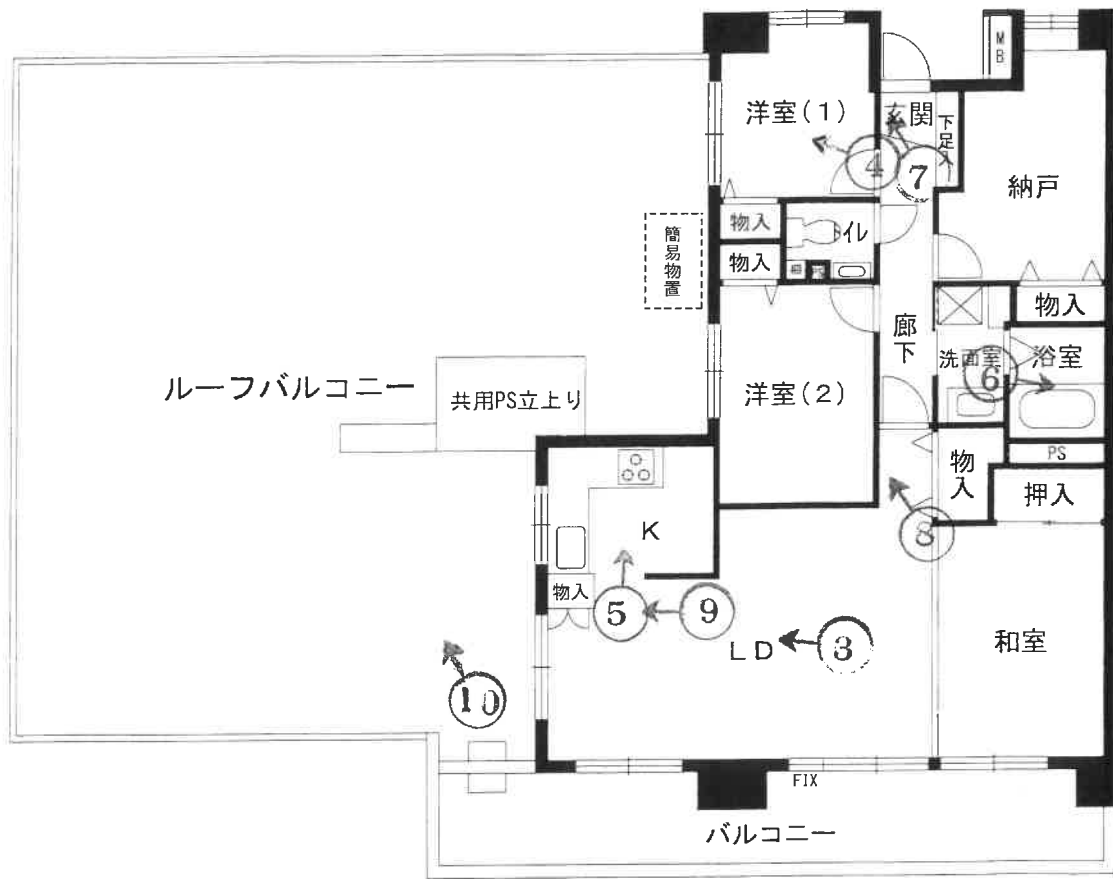 MB
洋室(1)
玄関
下足入
④
⑦
納戸
物入
トイレ
簡易物置
物入
物入
廊下
洗面室
浴室
⑥
ルーフバルコニー
共用PS立上り
洋室(2)
PS
物入
押入
K
⑧
物入
⑤
⑨
LD
③
和室
⑩
FIX
バルコニー